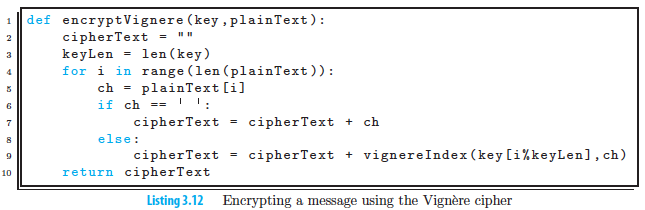 1 def encryptVignere(key,plainText):
2     cipherText = ""
3     keyLen = len(key)
4     for i in range(len(plainText)):
5         ch = plainText[i]
6         if ch == ' ':
7             cipherText = cipherText + ch
8         else:
9             cipherText = cipherText + vignereIndex(key[i%keyLen],ch)
10     return cipherText
Listing 3.12 Encrypting a message using the Vignère cipher